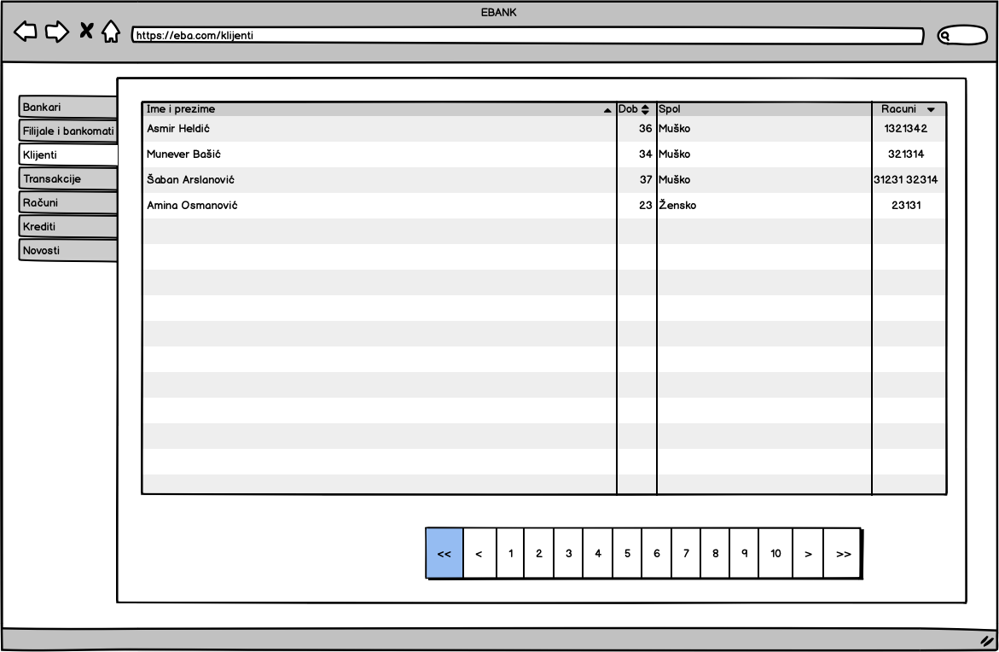 EBANK
https://eba.com/klijenti
Bankari
Filijale i bankomati
Klijenti
Transakcije
Računi
Krediti
Novosti
Ime i prezime Dob Spol Racuni
Asmir Heldić 36 Muško 1321342
Munever Bašić 34 Muško 321314
Šaban Arslanović 37 Muško 31231 32314
Amina Osmanović 23 Žensko 23131
<< < 1 2 3 4 5 6 7 8 9 10 > >>